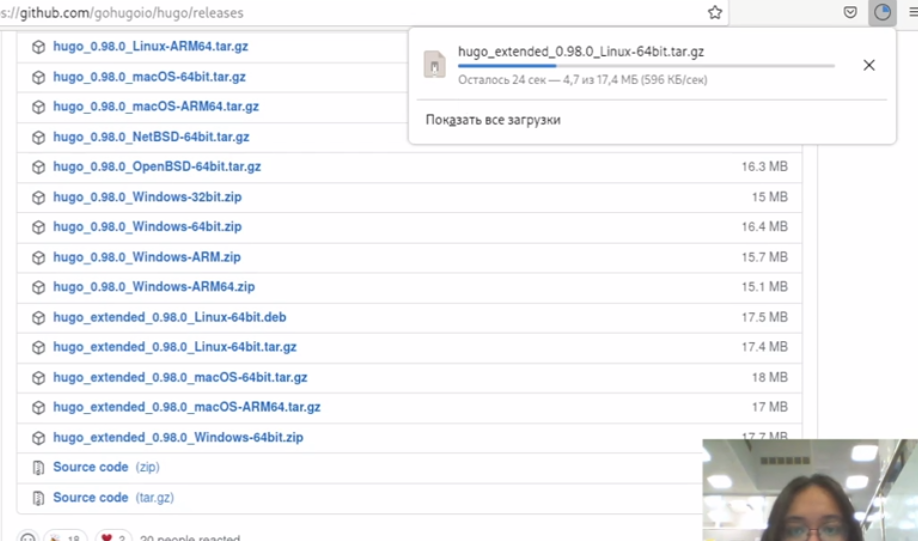 s://github.com/gohugoio/hugo/releases
hugo_extended_0.98.0_Linux-64bit.tar.gz
Осталось 24 сек — 4,7 из 17,4 МБ (596 КБ/сек)
Показать все загрузки
hugo_0.98.0_Linux-ARM64.tar.gz
hugo_0.98.0_macOS-64bit.tar.gz
hugo_0.98.0_macOS-ARM64.tar.gz
hugo_0.98.0_NetBSD-64bit.tar.gz
hugo_0.98.0_OpenBSD-64bit.tar.gz 16.3 MB
hugo_0.98.0_Windows-32bit.zip 15 MB
hugo_0.98.0_Windows-64bit.zip 16.4 MB
hugo_0.98.0_Windows-ARM.zip 15.7 MB
hugo_0.98.0_Windows-ARM64.zip 15.1 MB
hugo_extended_0.98.0_Linux-64bit.deb 17.5 MB
hugo_extended_0.98.0_Linux-64bit.tar.gz 17.4 MB
hugo_extended_0.98.0_macOS-64bit.tar.gz 18 MB
hugo_extended_0.98.0_macOS-ARM64.tar.gz 17 MB
hugo_extended_0.98.0_Windows-64bit.zip 17.7 MB
Source code (zip)
Source code (tar.gz)
18 2 20 people reacted